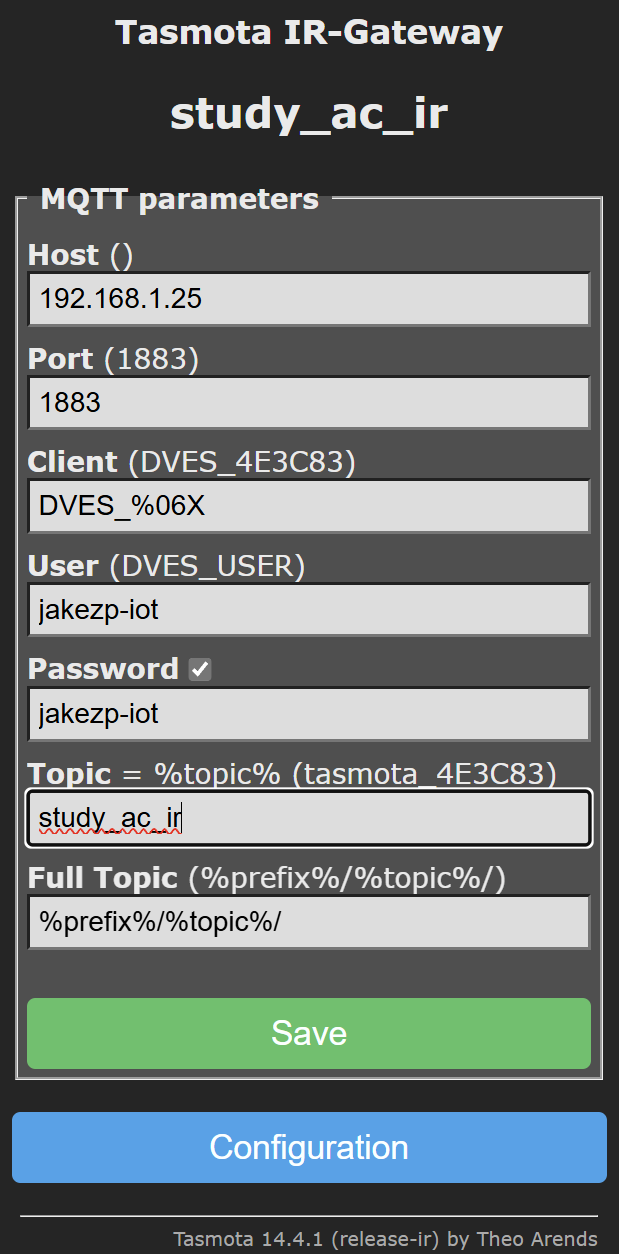 Tasmota IR-Gateway
study_ac_ir
MQTT parameters
Host ()
192.168.1.25
Port (1883)
1883
Client (DVES_4E3C83)
DVES_%06X
User (DVES_USER)
jakezp-iot
Password
jakezp-iot
Topic = %topic% (tasmota_4E3C83)
study_ac_ir
Full Topic (%prefix%/%topic%/)
%prefix%/%topic%/
Save
Configuration
Tasmota 14.4.1 (release-ir) by Theo Arends